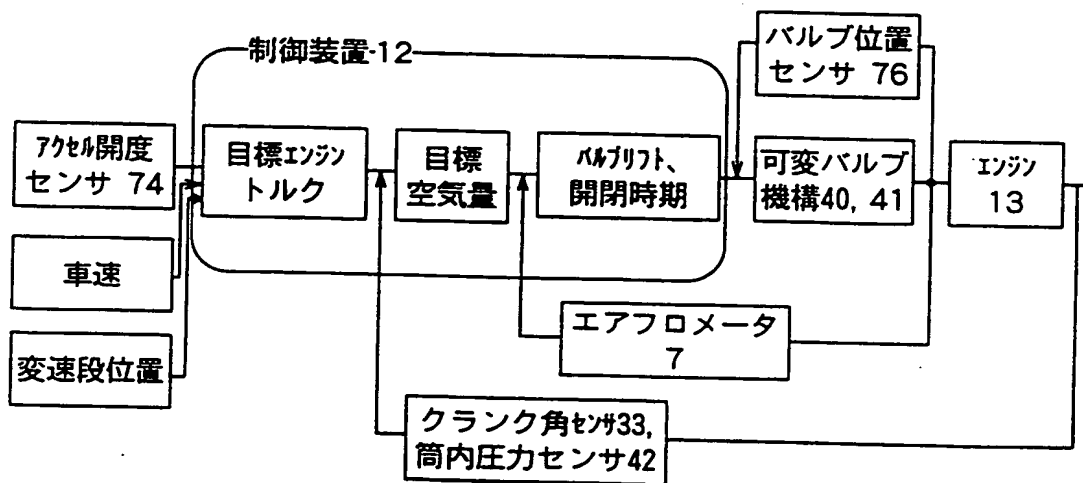 制御装置-12
バルブ位置
センサ 76
アクセル開度
センサ 74
目標エンジン
トルク
目標
空気量
バルブリフト、
開閉時期
可変バルブ
機構40, 41
エンジン
13
車速
エアフロメータ
7
変速段位置
クランク角センサ33,
筒内圧力センサ42